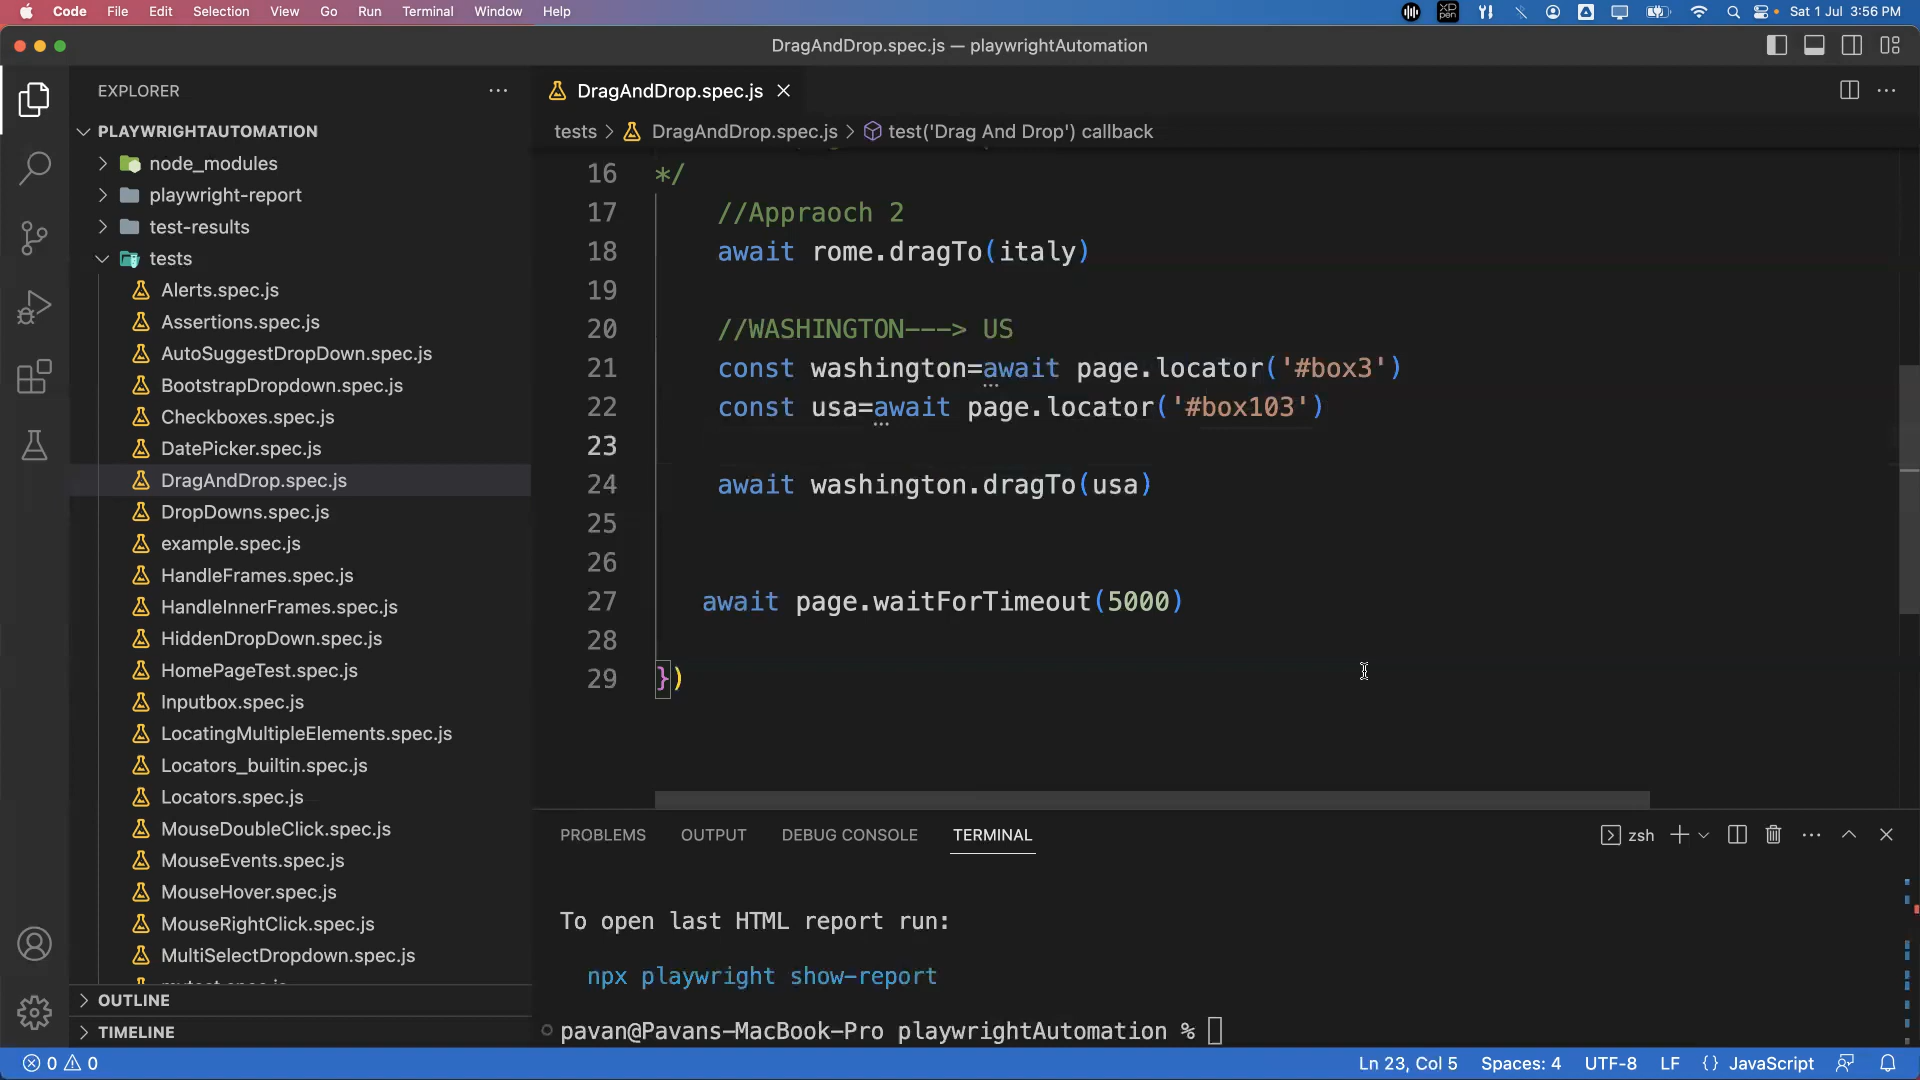 Code File Edit Selection View Go Run Terminal Window Help Sat 1 Jul 3:56 PM
DragAndDrop.spec.js — playwrightAutomation
EXPLORER
PLAYWRIGHTAUTOMATION
node_modules
playwright-report
test-results
tests
Alerts.spec.js
Assertions.spec.js
AutoSuggestDropDown.spec.js
BootstrapDropdown.spec.js
Checkboxes.spec.js
DatePicker.spec.js
DragAndDrop.spec.js
DropDowns.spec.js
example.spec.js
HandleFrames.spec.js
HandleInnerFrames.spec.js
HiddenDropDown.spec.js
HomePageTest.spec.js
Inputbox.spec.js
LocatingMultipleElements.spec.js
Locators_builtin.spec.js
Locators.spec.js
MouseDoubleClick.spec.js
MouseEvents.spec.js
MouseHover.spec.js
MouseRightClick.spec.js
MultiSelectDropdown.spec.js
OUTLINE
TIMELINE
DragAndDrop.spec.js
tests > DragAndDrop.spec.js > test('Drag And Drop') callback
16 */
17 //Appraoch 2
18 await rome.dragTo(italy)
19
20 //WASHINGTON---> US
21 const washington=await page.locator('#box3')
22 const usa=await page.locator('#box103')
23
24 await washington.dragTo(usa)
25
26
27 await page.waitForTimeout(5000)
28
29 })
PROBLEMS OUTPUT DEBUG CONSOLE TERMINAL zsh
To open last HTML report run:
npx playwright show-report
pavan@Pavans-MacBook-Pro playwrightAutomation %
0 0 Ln 23, Col 5 Spaces: 4 UTF-8 LF {} JavaScript